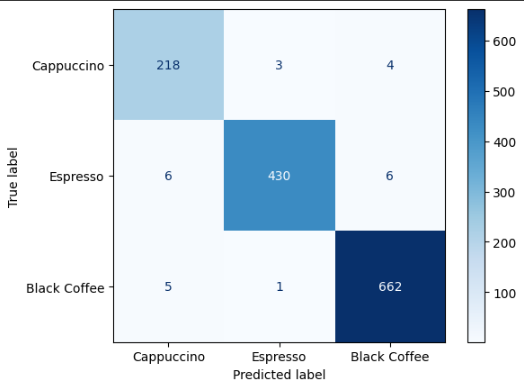 Cappuccino 218 3 4
Espresso 6 430 6
Black Coffee 5 1 662
Cappuccino Espresso Black Coffee
Predicted label
True label
600
500
400
300
200
100